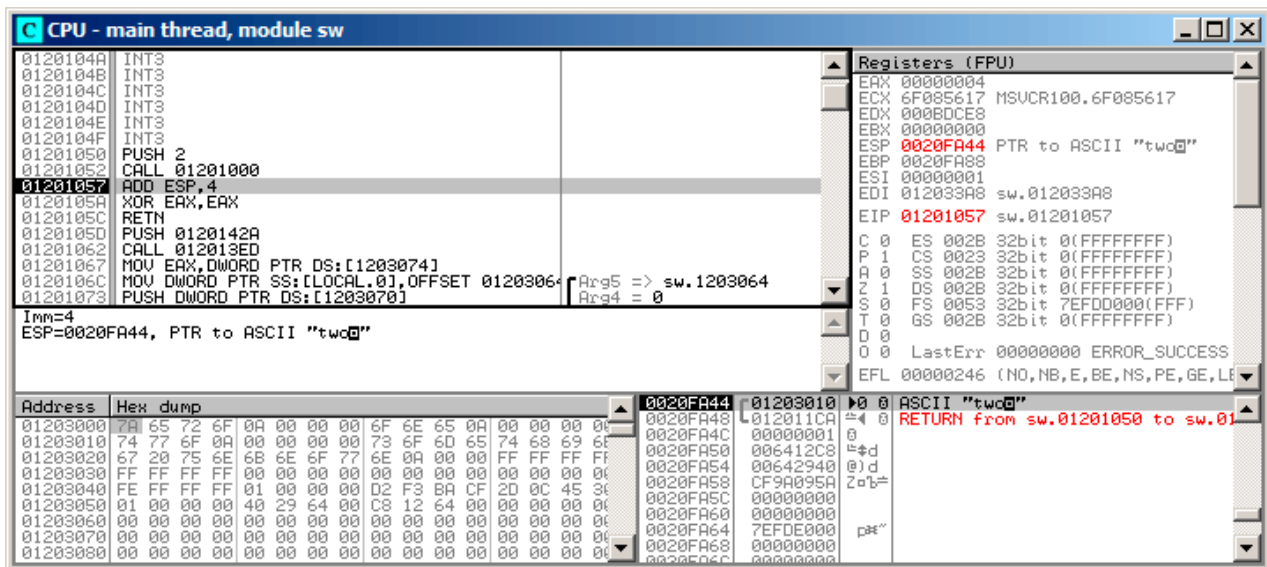 CPU - main thread, module sw
0120104A INT3
0120104B INT3
0120104C INT3
0120104D INT3
0120104E INT3
0120104F INT3
01201050 PUSH 2
01201052 CALL 01201000
01201057 ADD ESP,4
0120105A XOR EAX,EAX
0120105C RETN
0120105D PUSH 0120142A
01201062 CALL 012013ED
01201067 MOV EAX,DWORD PTR DS:[1203074]
0120106C MOV DWORD PTR SS:[LOCAL.0],OFFSET 01203064 Arg5 => sw.1203064
01201073 PUSH DWORD PTR DS:[1203070] Arg4 = 0
Imm=4
ESP=0020FA44, PTR to ASCII "two◙"
Registers (FPU)
EAX 00000004
ECX 6F085617 MSVCR100.6F085617
EDX 000BDCE8
EBX 00000000
ESP 0020FA44 PTR to ASCII "two◙"
EBP 0020FA88
ESI 00000001
EDI 012033A8 sw.012033A8
EIP 01201057 sw.01201057
C 0 ES 002B 32bit 0(FFFFFFFF)
P 1 CS 0023 32bit 0(FFFFFFFF)
A 0 SS 002B 32bit 0(FFFFFFFF)
Z 1 DS 002B 32bit 0(FFFFFFFF)
S 0 FS 0053 32bit 7EFDD000(FFF)
T 0 GS 002B 32bit 0(FFFFFFFF)
D 0
O 0 LastErr 00000000 ERROR_SUCCESS
EFL 00000246 (NO,NB,E,BE,NS,PE,GE,LE
Address Hex dump
01203000 7A 65 72 6F 0A 00 00 00 6F 6E 65 0A 00 00 00
01203010 74 77 6F 0A 00 00 00 00 73 6F 6D 65 74 68 69
01203020 67 20 75 6E 6B 6E 6F 77 6E 0A 00 00 FF FF FF
01203030 FF FF FF FF 00 00 00 00 00 00 00 00 00 00 00
01203040 FE FF FF FF 01 00 00 00 D2 F3 BA CF 2D 0C 45
01203050 01 00 00 00 40 29 64 00 C8 12 64 00 00 00 00
01203060 00 00 00 00 00 00 00 00 00 00 00 00 00 00 00
01203070 00 00 00 00 00 00 00 00 00 00 00 00 00 00 00
01203080 00 00 00 00 00 00 00 00 00 00 00 00 00 00 00
0020FA44 01203010 ASCII "two◙"
0020FA48 012011CA RETURN from sw.01201050 to sw.01
0020FA4C 00000001
0020FA50 006412C8
0020FA54 00642940 @)d
0020FA58 CF9A095A
0020FA5C 00000000
0020FA60 00000000
0020FA64 7EFDE000
0020FA68 00000000